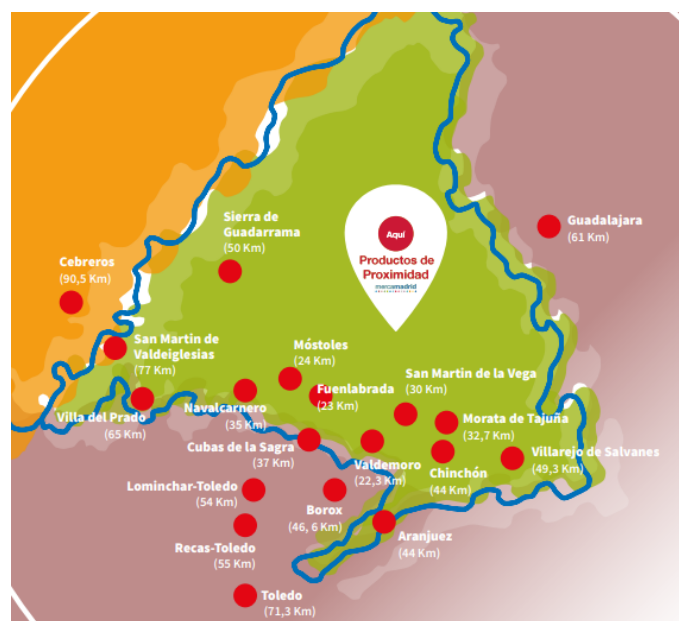 Aquí
Productos de
Proximidad
mercamadrid
Guadalajara
(61 Km)
Sierra de
Guadarrama
(50 Km)
Cebreros
(90,5 Km)
San Martin de
Valdeiglesias
(77 Km)
Móstoles
(24 Km)
Fuenlabrada
(23 Km)
San Martin de la Vega
(30 Km)
Navalcarnero
(35 Km)
Villa del Prado
(65 Km)
Morata de Tajuña
(32,7 Km)
Cubas de la Sagra
(37 Km)
Valdemoro
(22,3 Km)
Chinchón
(44 Km)
Villarejo de Salvanes
(49,3 Km)
Lominchar-Toledo
(54 Km)
Borox
(46, 6 Km)
Aranjuez
(44 Km)
Recas-Toledo
(55 Km)
Toledo
(71,3 Km)